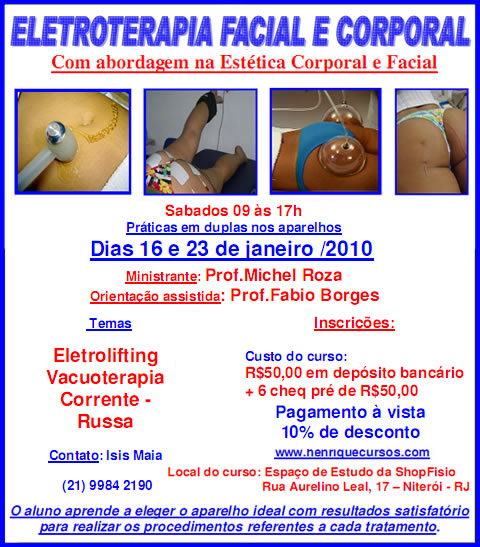 ELETROTERAPIA FACIAL E CORPORAL
Com abordagem na Estética Corporal e Facial
Sabados 09 às 17h
Práticas em duplas nos aparelhos
Dias 16 e 23 de janeiro /2010
Ministrante: Prof.Michel Roza
Orientação assistida: Prof.Fabio Borges
Temas
Eletrolifting
Vacuoterapia
Corrente -
Russa
Contato: Isis Maia
(21) 9984 2190
Inscrições:
Custo do curso:
R$50,00 em depósito bancário
+ 6 cheq pré de R$50,00
Pagamento à vista
10% de desconto
www.henriquecursos.com
Local do curso: Espaço de Estudo da ShopFisio
Rua Aurelino Leal, 17 – Niterói - RJ
O aluno aprende a eleger o aparelho ideal com resultados satisfatório
para realizar os procedimentos referentes a cada tratamento.